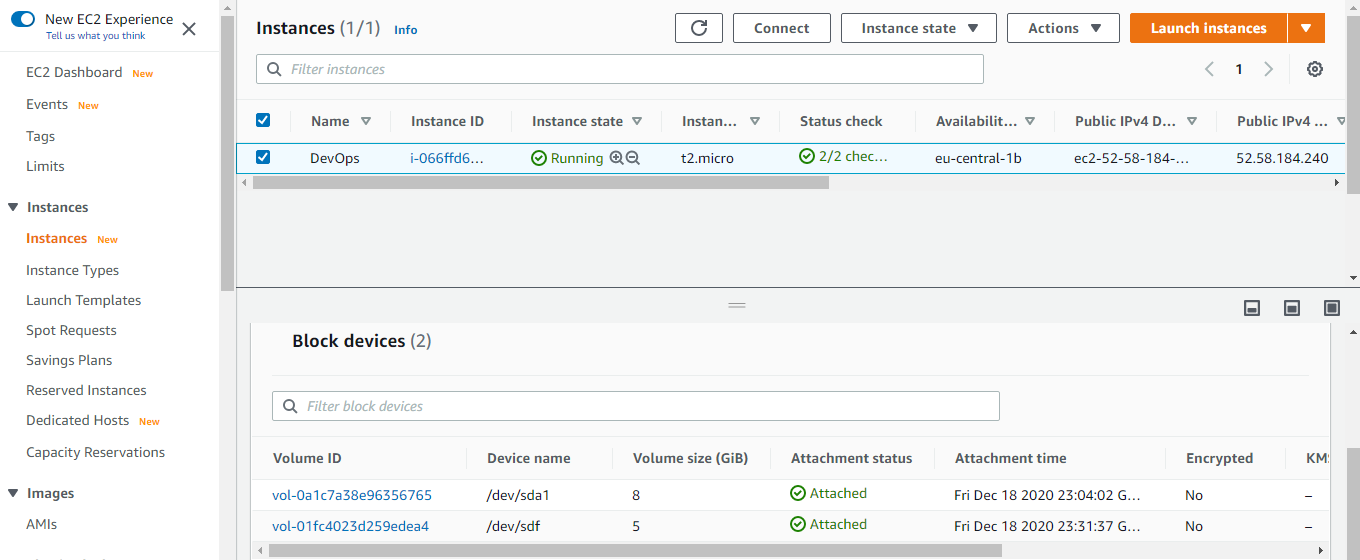 New EC2 Experience
Tell us what you think
EC2 Dashboard New
Events New
Tags
Limits
Instances
Instances New
Instance Types
Launch Templates
Spot Requests
Savings Plans
Reserved Instances
Dedicated Hosts New
Capacity Reservations
Images
AMIs
Instances (1/1) Info
Connect
Instance state
Actions
Launch instances
Filter instances
1
Name Instance ID Instance state Instan... Status check Availabilit... Public IPv4 D... Public IPv4 ...
DevOps i-066ffd6... Running t2.micro 2/2 chec... eu-central-1b ec2-52-58-184-... 52.58.184.240
Block devices (2)
Filter block devices
Volume ID Device name Volume size (GiB) Attachment status Attachment time Encrypted KMS
vol-0a1c7a38e96356765 /dev/sda1 8 Attached Fri Dec 18 2020 23:04:02 G... No –
vol-01fc4023d259edea4 /dev/sdf 5 Attached Fri Dec 18 2020 23:31:37 G... No –